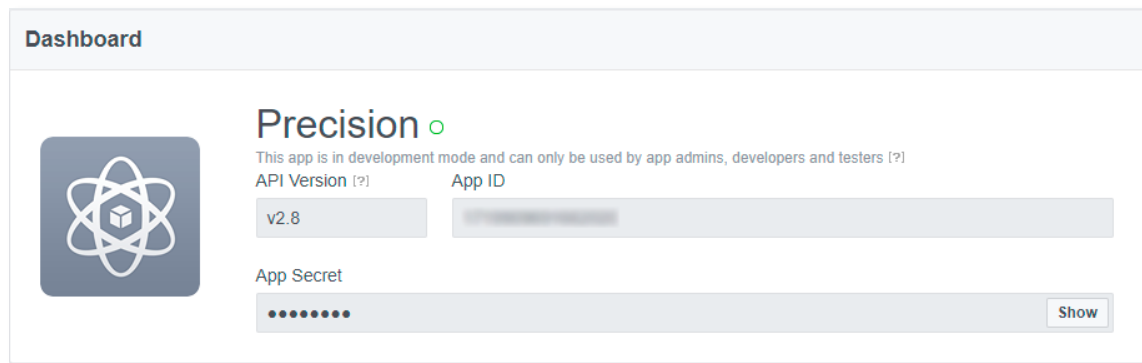 Dashboard
Precision
This app is in development mode and can only be used by app admins, developers and testers [?]
API Version [?] App ID
v2.8
App Secret
●●●●●●●● Show